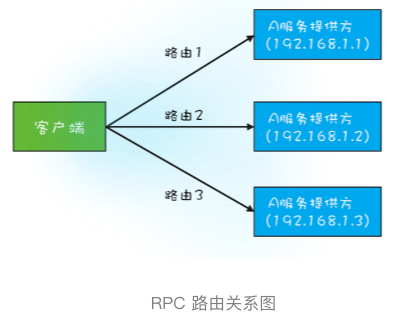 A服务提供方
(192.168.1.1)
路由1
客户端
路由2
A服务提供方
(192.168.1.2)
路由3
A服务提供方
(192.168.1.3)
RPC 路由关系图